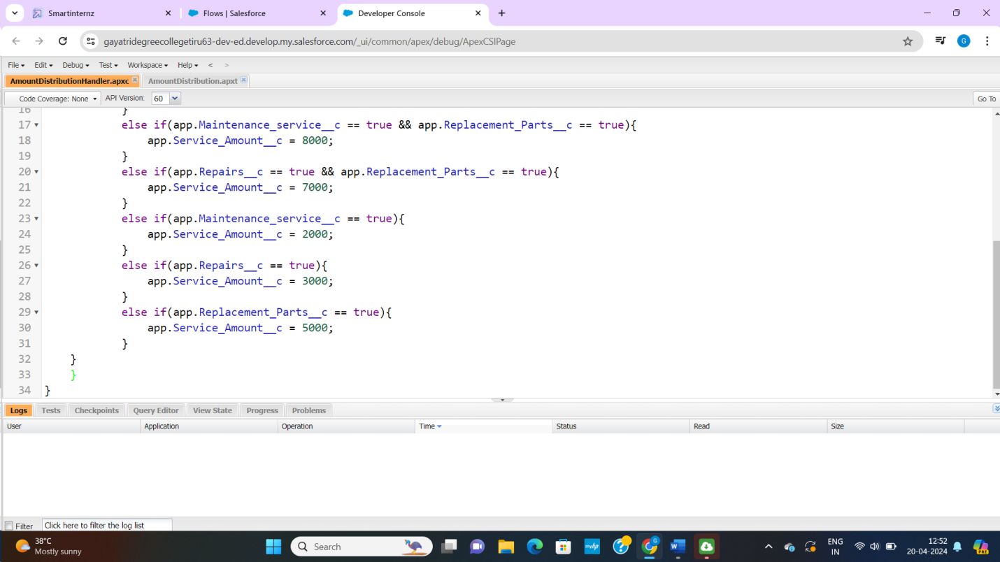 Smartinternz
Flows | Salesforce
Developer Console
gayatridegreecollegetiru63-dev-ed.develop.my.salesforce.com/_ui/common/apex/debug/ApexCSIPage
G
File Edit Debug Test Workspace Help < >
AmountDistributionHandler.apxc AmountDistribution.apxt
Code Coverage: None API Version: 60 Go To
16 }
17 else if(app.Maintenance_service__c == true && app.Replacement_Parts__c == true){
18 app.Service_Amount__c = 8000;
19 }
20 else if(app.Repairs__c == true && app.Replacement_Parts__c == true){
21 app.Service_Amount__c = 7000;
22 }
23 else if(app.Maintenance_service__c == true){
24 app.Service_Amount__c = 2000;
25 }
26 else if(app.Repairs__c == true){
27 app.Service_Amount__c = 3000;
28 }
29 else if(app.Replacement_Parts__c == true){
30 app.Service_Amount__c = 5000;
31 }
32 }
33 }
34 }
Logs Tests Checkpoints Query Editor View State Progress Problems
User Application Operation Time Status Read Size
Filter Click here to filter the log list
38°C
Mostly sunny
Search
myhp
G
W
ENG
IN
12:52
20-04-2024
PRE